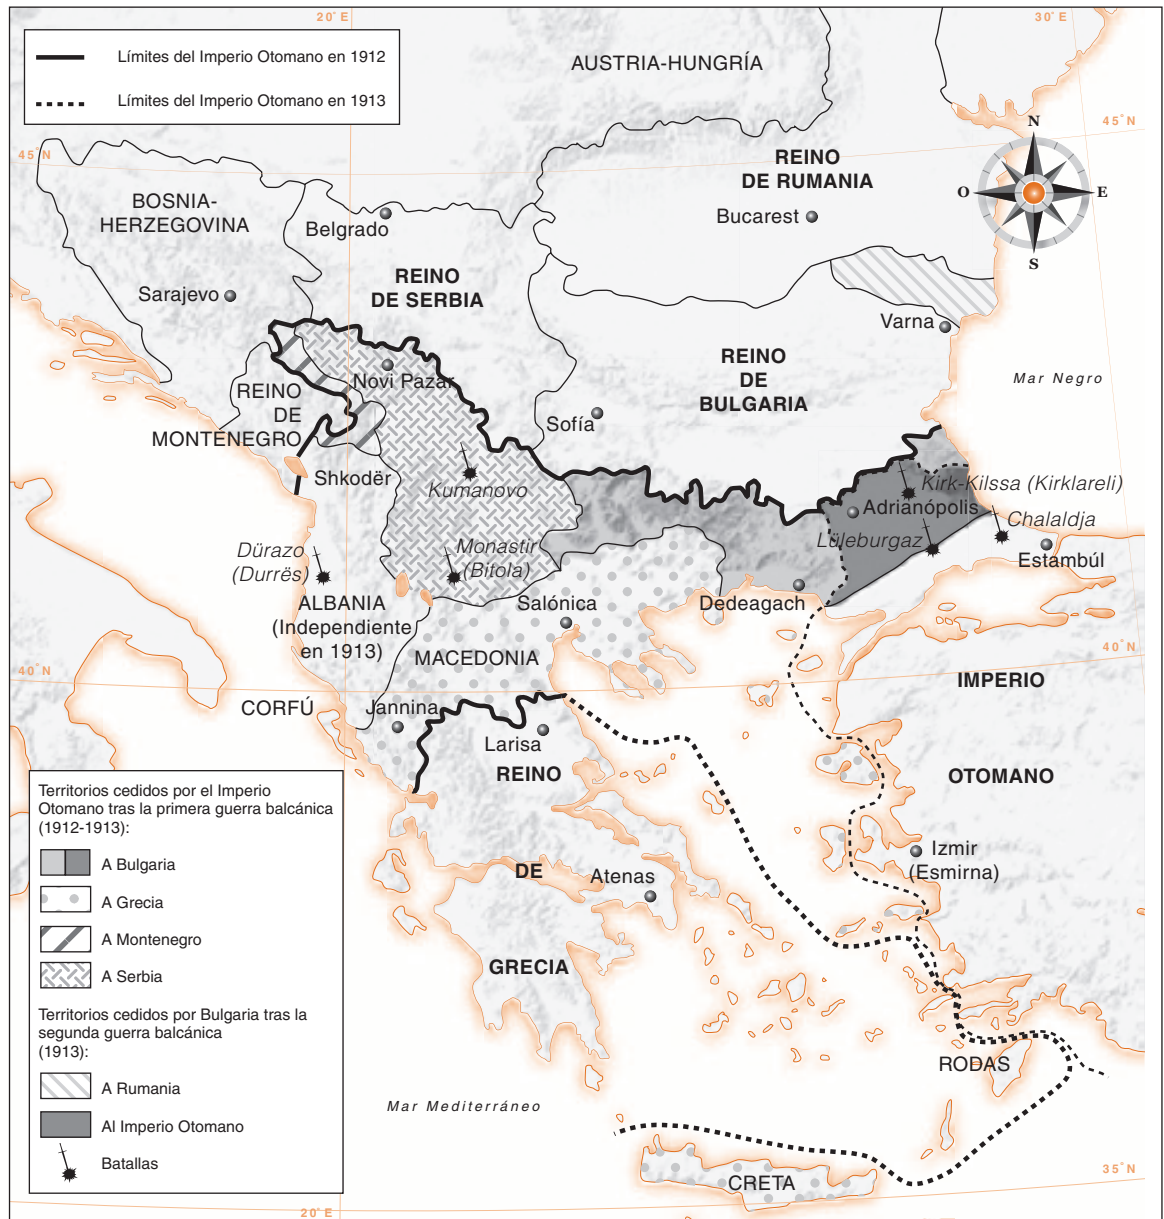 20° E
30° E
Límites del Imperio Otomano en 1912
Límites del Imperio Otomano en 1913
AUSTRIA-HUNGRÍA
45° N
45° N
N
O
E
S
REINO
DE RUMANIA
Bucarest
BOSNIA-
HERZEGOVINA
Belgrado
Sarajevo
REINO
DE SERBIA
Varna
REINO
DE
BULGARIA
Mar Negro
Novi Pazar
REINO
DE
MONTENEGRO
Sofía
Shkodër
Kumanovo
Kirk-Kilssa (Kirklareli)
Adrianópolis
Chalaldja
Lüleburgaz
Estambúl
Dürazo
(Durrës)
Monastir
(Bitola)
ALBANIA
(Independiente
en 1913)
Salónica
Dedeagach
MACEDONIA
40° N
40° N
IMPERIO
OTOMANO
CORFÚ
Jannina
Larisa
REINO
DE
GRECIA
Atenas
Izmir
(Esmirna)
RODAS
CRETA
Mar Mediterráneo
35° N
20° E
Territorios cedidos por el Imperio
Otomano tras la primera guerra balcánica
(1912-1913):
A Bulgaria
A Grecia
A Montenegro
A Serbia
Territorios cedidos por Bulgaria tras la
segunda guerra balcánica
(1913):
A Rumania
Al Imperio Otomano
Batallas